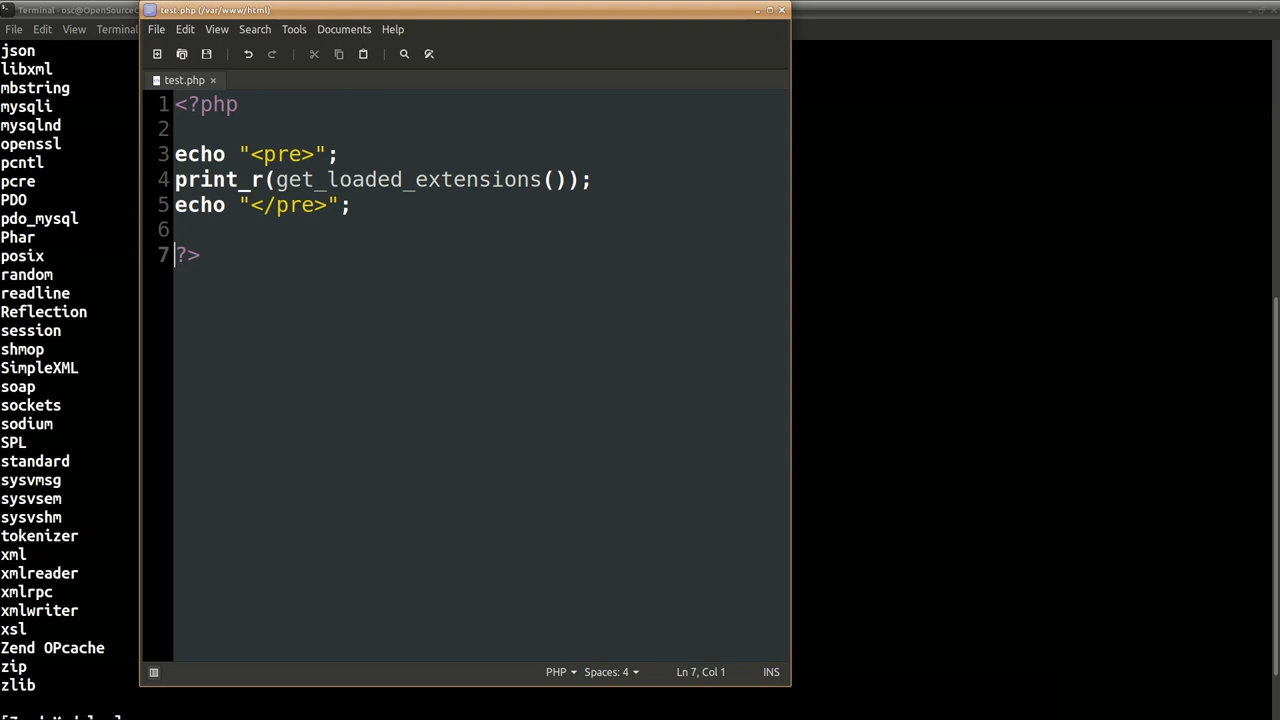 Terminal - osc@OpenSourceC
File Edit View Terminal
json
libxml
mbstring
mysqli
mysqlnd
openssl
pcntl
pcre
PDO
pdo_mysql
Phar
posix
random
readline
Reflection
session
shmop
SimpleXML
soap
sockets
sodium
SPL
standard
sysvmsg
sysvsem
sysvshm
tokenizer
xml
xmlreader
xmlrpc
xmlwriter
xsl
Zend OPcache
zip
zlib
test.php (/var/www/html)
File Edit View Search Tools Documents Help
test.php
1 <?php
2
3 echo "<pre>";
4 print_r(get_loaded_extensions());
5 echo "</pre>";
6
7 ?>
PHP Spaces: 4 Ln 7, Col 1 INS